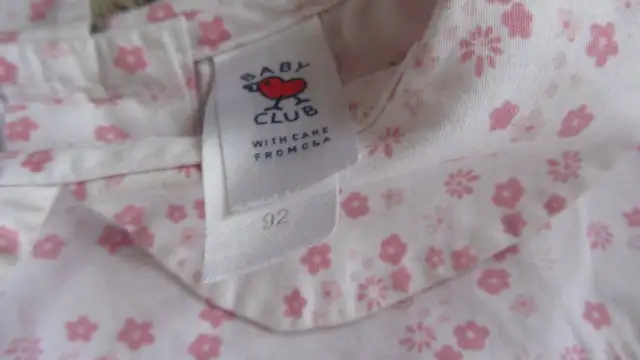 BABY
CLUB
WITH CARE
FROM C&A
92